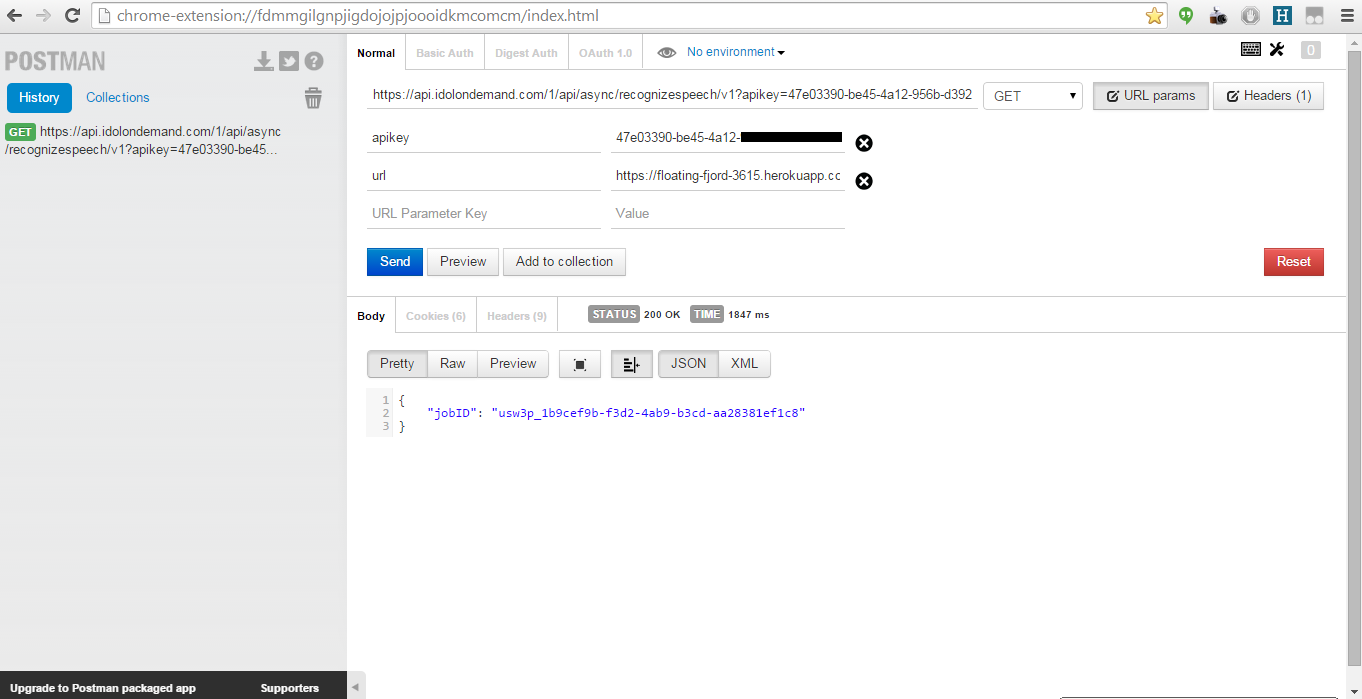 chrome-extension://fdmmgilgnpjigdojojpjoooidkmcomcm/index.html
POSTMAN
History Collections
GET https://api.idolondemand.com/1/api/async
/recognizespeech/v1?apikey=47e03390-be45...
Normal Basic Auth Digest Auth OAuth 1.0 No environment 0
https://api.idolondemand.com/1/api/async/recognizespeech/v1?apikey=47e03390-be45-4a12-956b-d392 GET URL params Headers (1)
apikey 47e03390-be45-4a12-
url https://floating-fjord-3615.herokuapp.cc
URL Parameter Key Value
Send Preview Add to collection Reset
Body Cookies (6) Headers (9) STATUS 200 OK TIME 1847 ms
Pretty Raw Preview JSON XML
1 {
2 "jobID": "usw3p_1b9cef9b-f3d2-4ab9-b3cd-aa28381ef1c8"
3 }
Upgrade to Postman packaged app Supporters